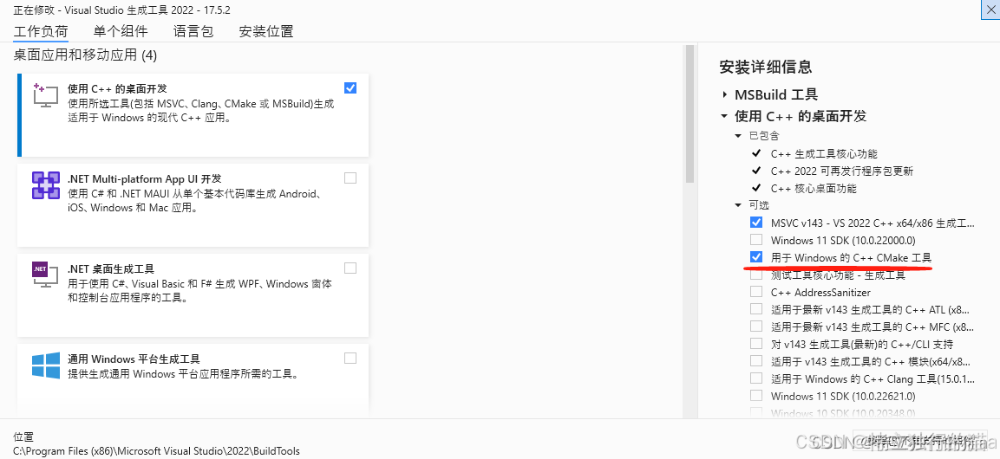 正在修改 - Visual Studio 生成工具 2022 - 17.5.2
工作负荷 单个组件 语言包 安装位置
桌面应用和移动应用 (4)
使用 C++ 的桌面开发
使用所选工具(包括 MSVC、Clang、CMake 或 MSBuild)生成
适用于 Windows 的现代 C++ 应用。
.NET Multi-platform App UI 开发
使用 C# 和 .NET MAUI 从单个基本代码库生成 Android、
iOS、Windows 和 Mac 应用。
.NET
.NET 桌面生成工具
用于使用 C#、Visual Basic 和 F# 生成 WPF、Windows 窗体
和控制台应用程序的工具。
通用 Windows 平台生成工具
提供生成通用 Windows 平台应用程序所需的工具。
安装详细信息
MSBuild 工具
使用 C++ 的桌面开发
已包含
C++ 生成工具核心功能
C++ 2022 可再发行程序包更新
C++ 核心桌面功能
可选
MSVC v143 - VS 2022 C++ x64/x86 生成工...
Windows 11 SDK (10.0.22000.0)
用于 Windows 的 C++ CMake 工具
测试工具核心功能 - 生成工具
C++ AddressSanitizer
适用于最新 v143 生成工具的 C++ ATL (x8...
适用于最新 v143 生成工具的 C++ MFC (x8...
对 v143 生成工具(最新)的 C++/CLI 支持
适用于 v143 生成工具的 C++ 模块(x64/x8...
适用于 Windows 的 C++ Clang 工具(15.0.1...
Windows 11 SDK (10.0.22621.0)
Windows 10 SDK (10.0.20348.0)
位置
C:\Program Files (x86)\Microsoft Visual Studio\2022\BuildTools
CSDN